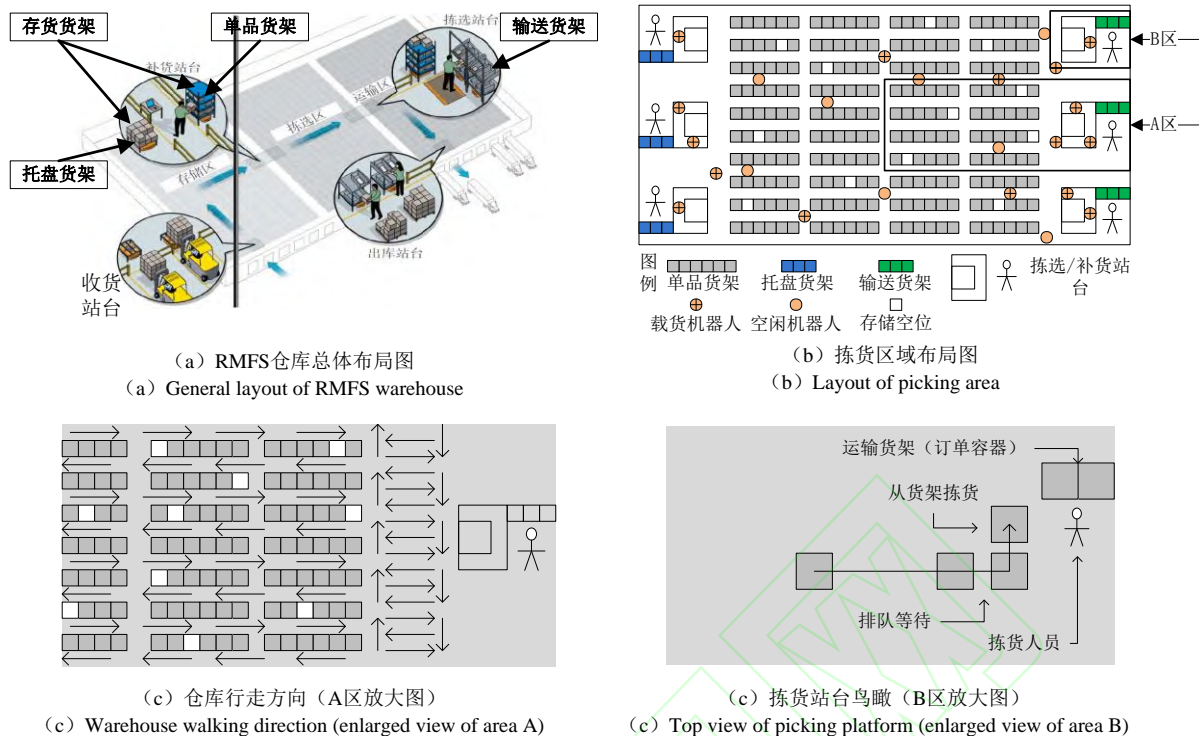 存货货架
单品货架
输送货架
补货站台
拣选站台
运输区
拣选区
存储区
托盘货架
收货
站台
出库站台
(a) RMFS仓库总体布局图
(a) General layout of RMFS warehouse
B区
A区
图
例
单品货架
托盘货架
输送货架
拣选/补货站
台
载货机器人
空闲机器人
存储空位
(b) 拣货区域布局图
(b) Layout of picking area
(c) 仓库行走方向(A区放大图)
(c) Warehouse walking direction (enlarged view of area A)
运输货架(订单容器)
从货架拣货
排队等待
拣货人员
(c) 拣货站台鸟瞰(B区放大图)
(c) Top view of picking platform (enlarged view of area B)